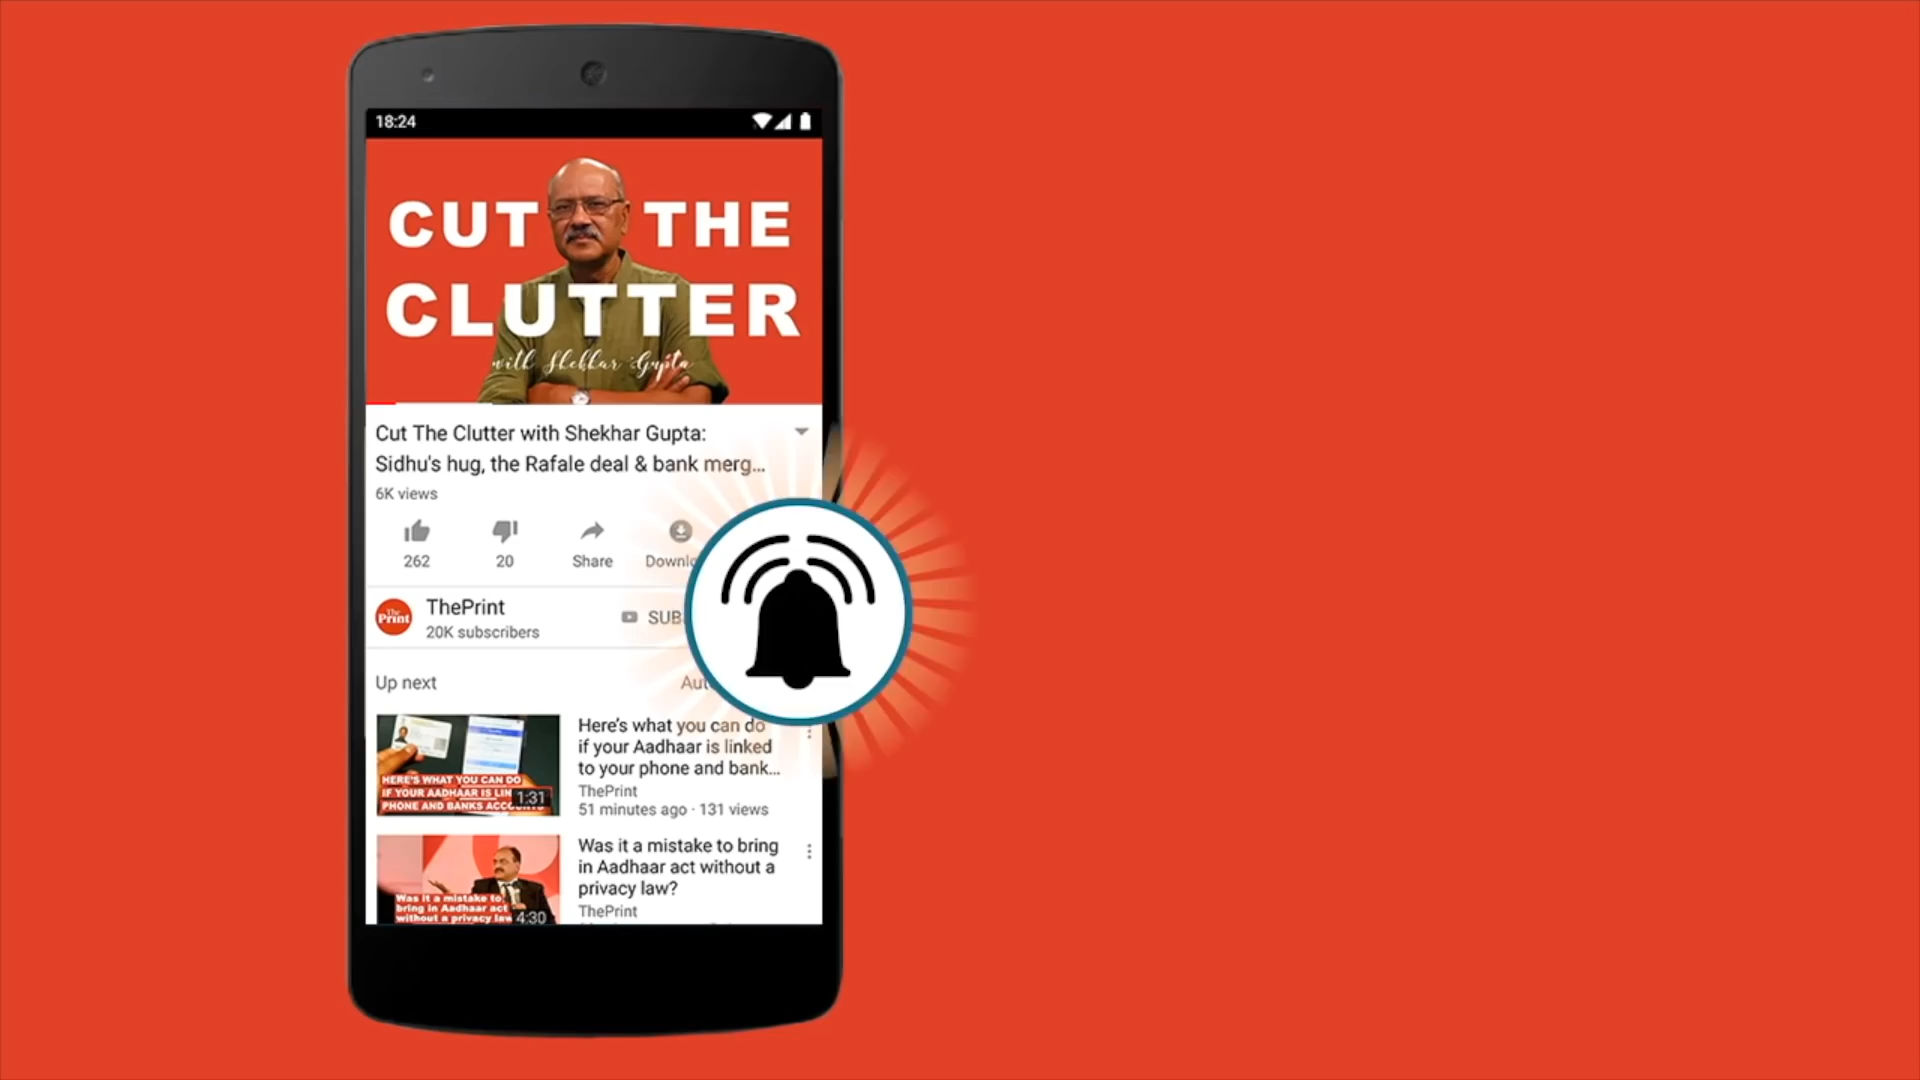 18:24
CUT THE
CLUTTER
with Shekhar Gupta
Cut The Clutter with Shekhar Gupta:
Sidhu's hug, the Rafale deal & bank merg...
6K views
262
20
Share
Downlo
The
Print
ThePrint
20K subscribers
SUB
Up next
Aut
HERE'S WHAT YOU CAN DO
IF YOUR AADHAAR IS LIN
PHONE AND BANKS ACCOUNTS
1:31
Here's what you can do
if your Aadhaar is linked
to your phone and bank...
ThePrint
51 minutes ago · 131 views
Was it a mistake to
bring in Aadhaar act
without a privacy law
4:30
Was it a mistake to bring
in Aadhaar act without a
privacy law?
ThePrint